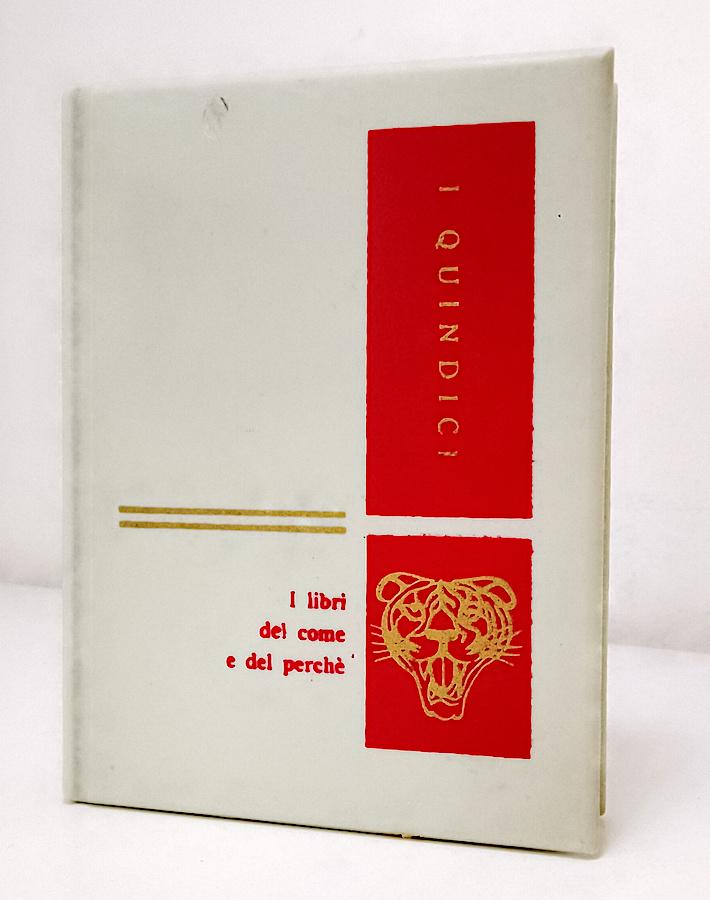 I QUINDICI
I libri
del come
e del perchè